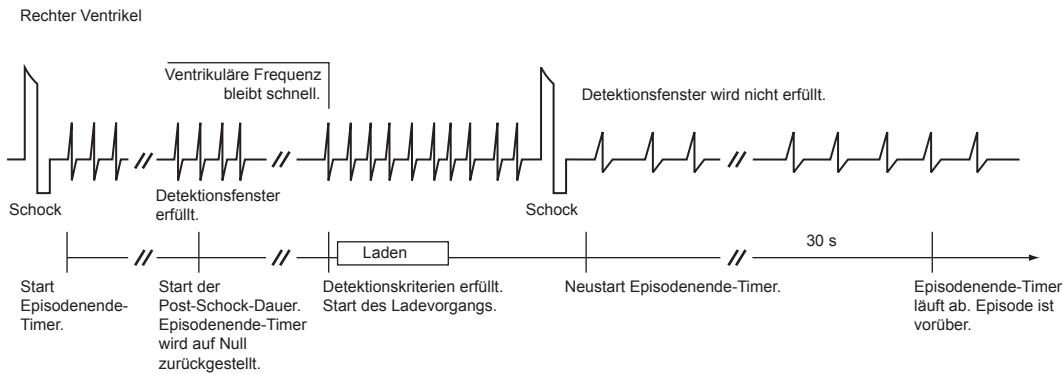 Rechter Ventrikel
Ventrikuläre Frequenz
bleibt schnell.
Detektionsfenster wird nicht erfüllt.
Schock
Detektionsfenster
erfüllt.
Schock
Laden
30 s
Start
Episodenende-
Timer.
Start der
Post-Schock-Dauer.
Episodenende-Timer
wird auf Null
zurückgestellt.
Detektionskriterien erfüllt.
Start des Ladevorgangs.
Neustart Episodenende-Timer.
Episodenende-Timer
läuft ab. Episode ist
vorüber.